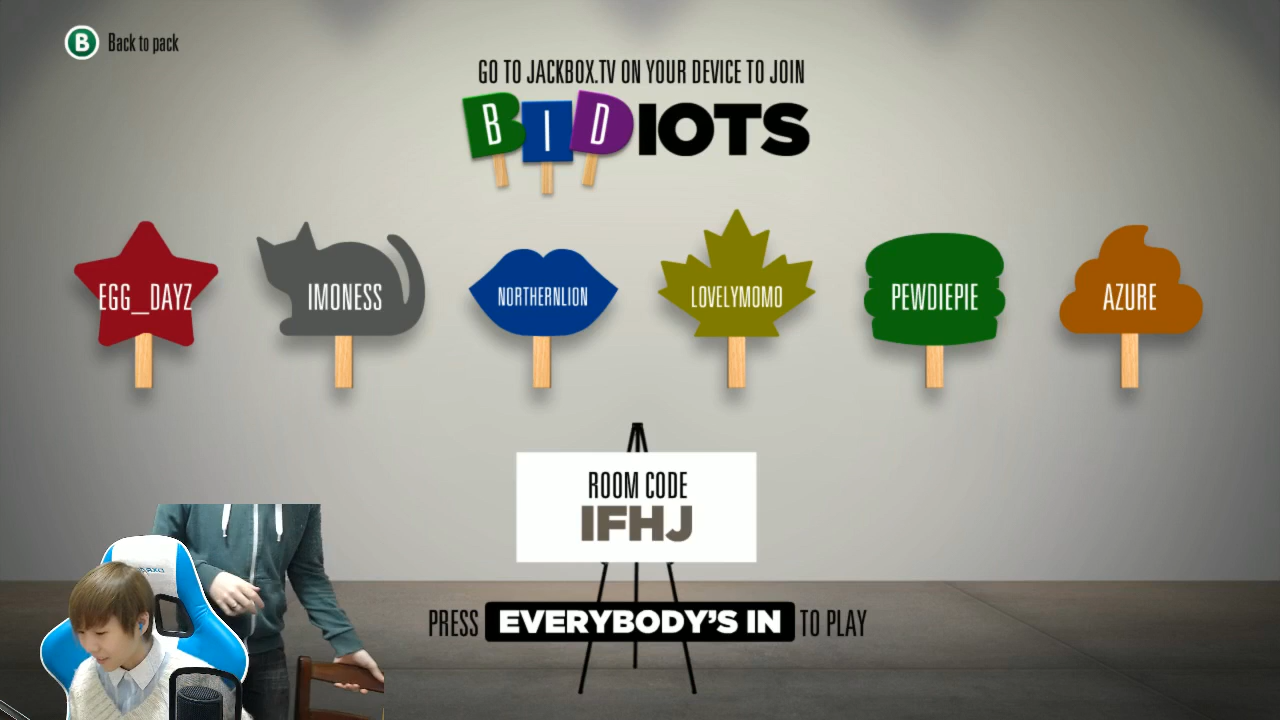 B Back to pack
GO TO JACKBOX.TV ON YOUR DEVICE TO JOIN
BIDIOTS
EGG_DAYZ
IMONESS
NORTHERNLION
LOVELYMOMO
PEWDIEPIE
AZURE
ROOM CODE
IFHJ
PRESS EVERYBODY'S IN TO PLAY